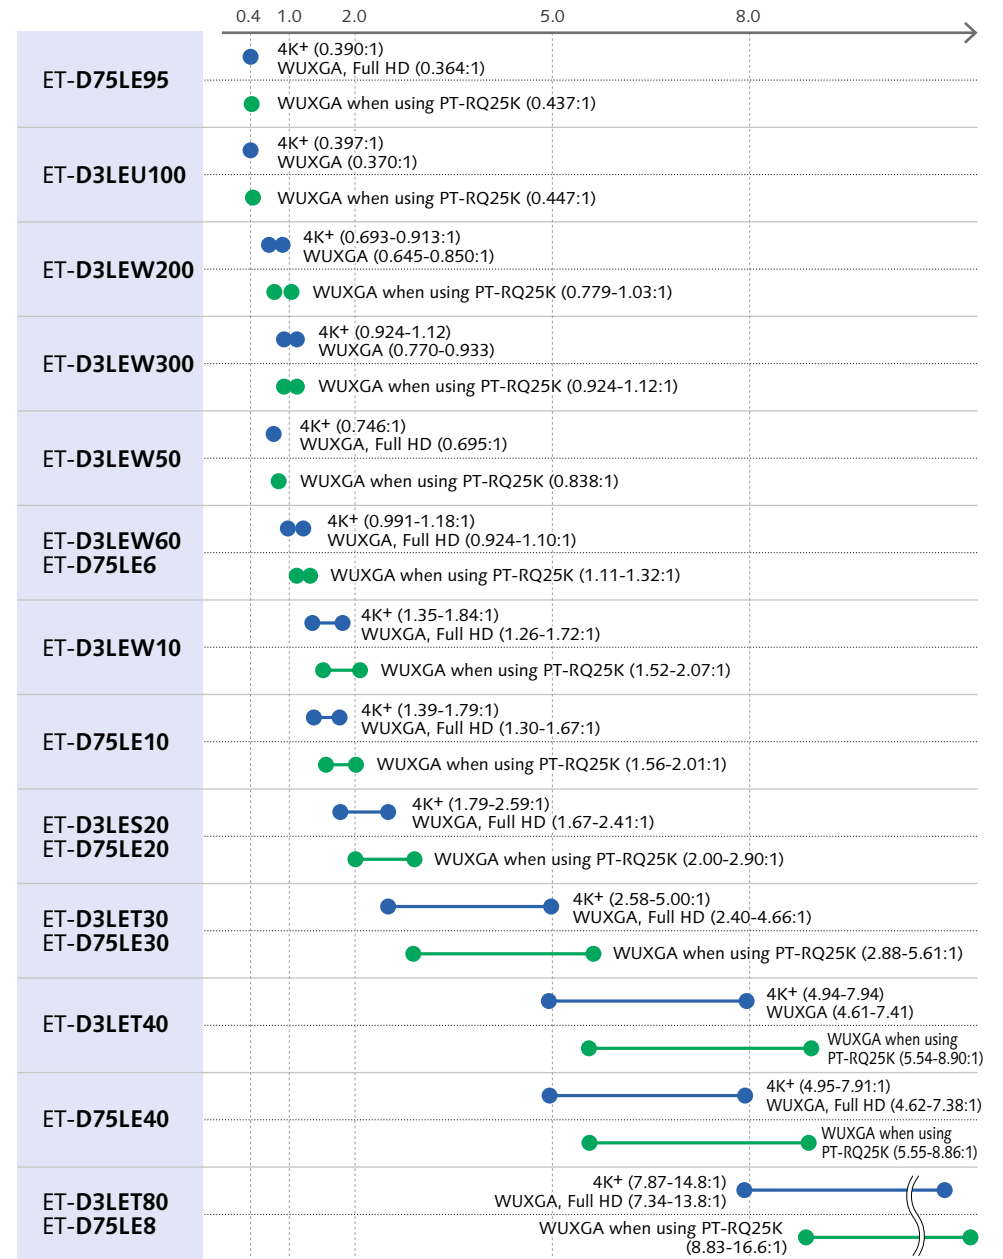 0.4 1.0 2.0 5.0 8.0
ET-D75LE95
4K+ (0.390:1)
WUXGA, Full HD (0.364:1)
WUXGA when using PT-RQ25K (0.437:1)
ET-D3LEU100
4K+ (0.397:1)
WUXGA (0.370:1)
WUXGA when using PT-RQ25K (0.447:1)
ET-D3LEW200
4K+ (0.693-0.913:1)
WUXGA (0.645-0.850:1)
WUXGA when using PT-RQ25K (0.779-1.03:1)
ET-D3LEW300
4K+ (0.924-1.12)
WUXGA (0.770-0.933)
WUXGA when using PT-RQ25K (0.924-1.12:1)
ET-D3LEW50
4K+ (0.746:1)
WUXGA, Full HD (0.695:1)
WUXGA when using PT-RQ25K (0.838:1)
ET-D3LEW60
ET-D75LE6
4K+ (0.991-1.18:1)
WUXGA, Full HD (0.924-1.10:1)
WUXGA when using PT-RQ25K (1.11-1.32:1)
ET-D3LEW10
4K+ (1.35-1.84:1)
WUXGA, Full HD (1.26-1.72:1)
WUXGA when using PT-RQ25K (1.52-2.07:1)
ET-D75LE10
4K+ (1.39-1.79:1)
WUXGA, Full HD (1.30-1.67:1)
WUXGA when using PT-RQ25K (1.56-2.01:1)
ET-D3LES20
ET-D75LE20
4K+ (1.79-2.59:1)
WUXGA, Full HD (1.67-2.41:1)
WUXGA when using PT-RQ25K (2.00-2.90:1)
ET-D3LET30
ET-D75LE30
4K+ (2.58-5.00:1)
WUXGA, Full HD (2.40-4.66:1)
WUXGA when using PT-RQ25K (2.88-5.61:1)
ET-D3LET40
4K+ (4.94-7.94)
WUXGA (4.61-7.41)
WUXGA when using
PT-RQ25K (5.54-8.90:1)
ET-D75LE40
4K+ (4.95-7.91:1)
WUXGA, Full HD (4.62-7.38:1)
WUXGA when using
PT-RQ25K (5.55-8.86:1)
ET-D3LET80
ET-D75LE8
4K+ (7.87-14.8:1)
WUXGA, Full HD (7.34-13.8:1)
WUXGA when using PT-RQ25K
(8.83-16.6:1)